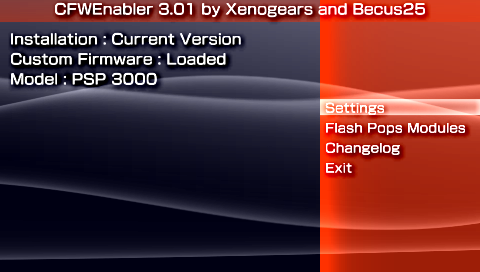 CFWEnabler 3.01 by Xenogears and Becus25
Installation : Current Version
Custom Firmware : Loaded
Model : PSP 3000
Settings
Flash Pops Modules
Changelog
Exit